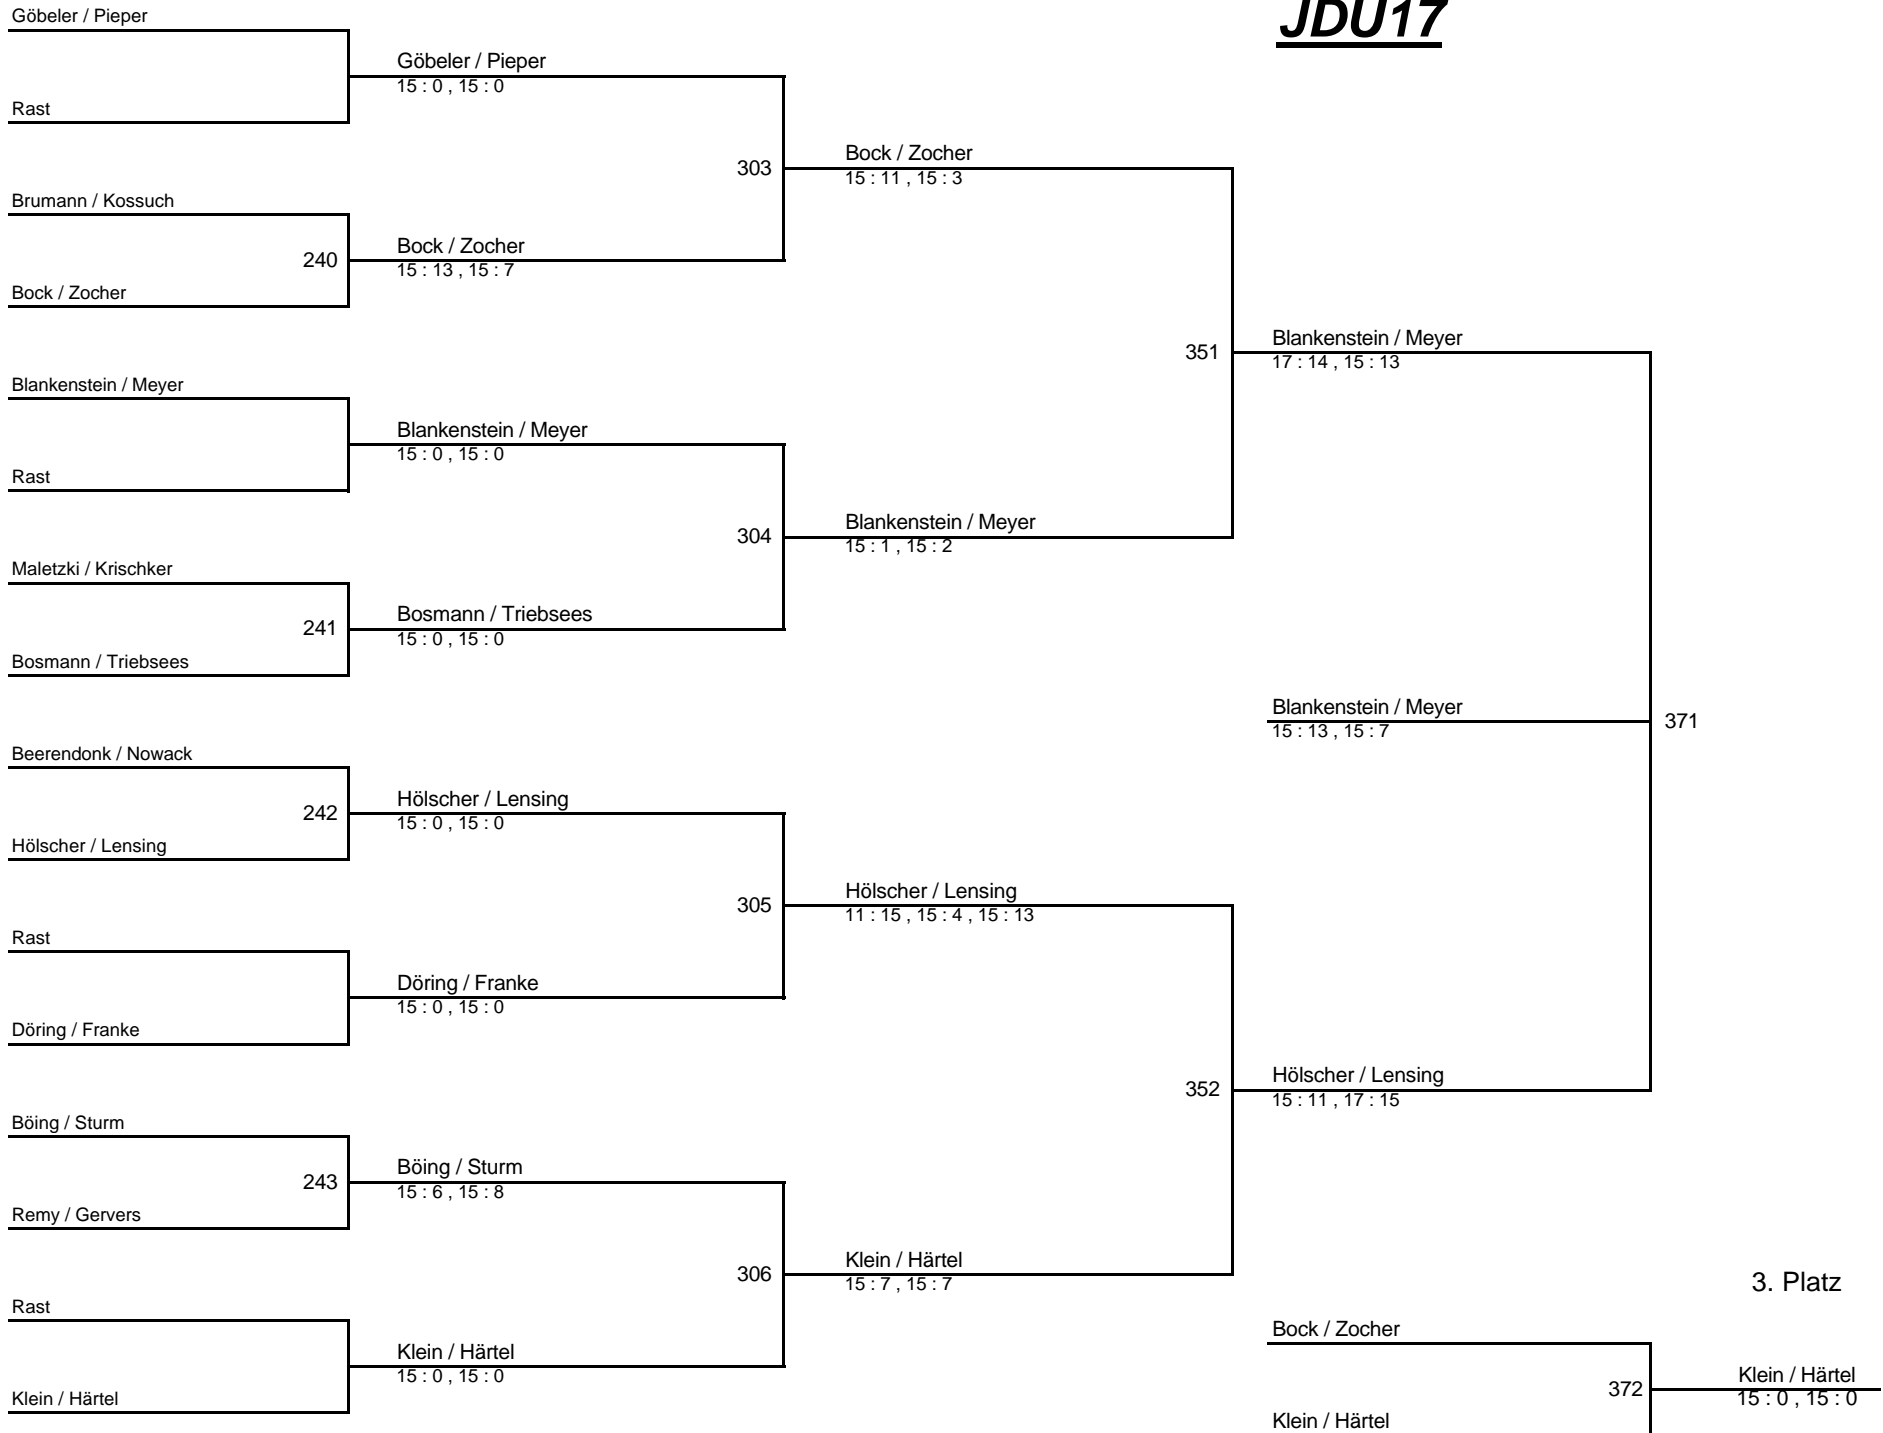 JDU17
Göbeler / Pieper
Göbeler / Pieper
15 : 0 , 15 : 0
Rast
303
Bock / Zocher
15 : 11 , 15 : 3
Brumann / Kossuch
240
Bock / Zocher
15 : 13 , 15 : 7
Bock / Zocher
351
Blankenstein / Meyer
17 : 14 , 15 : 13
Blankenstein / Meyer
Blankenstein / Meyer
15 : 0 , 15 : 0
Rast
304
Blankenstein / Meyer
15 : 1 , 15 : 2
Maletzki / Krischker
241
Bosmann / Triebsees
15 : 0 , 15 : 0
Bosmann / Triebsees
Blankenstein / Meyer
15 : 13 , 15 : 7
371
Beerendonk / Nowack
242
Hölscher / Lensing
15 : 0 , 15 : 0
Hölscher / Lensing
305
Hölscher / Lensing
11 : 15 , 15 : 4 , 15 : 13
Rast
Döring / Franke
15 : 0 , 15 : 0
Döring / Franke
352
Hölscher / Lensing
15 : 11 , 17 : 15
Böing / Sturm
243
Böing / Sturm
15 : 6 , 15 : 8
Remy / Gervers
306
Klein / Härtel
15 : 7 , 15 : 7
Rast
Klein / Härtel
15 : 0 , 15 : 0
Klein / Härtel
3. Platz
Bock / Zocher
372
Klein / Härtel
15 : 0 , 15 : 0
Klein / Härtel